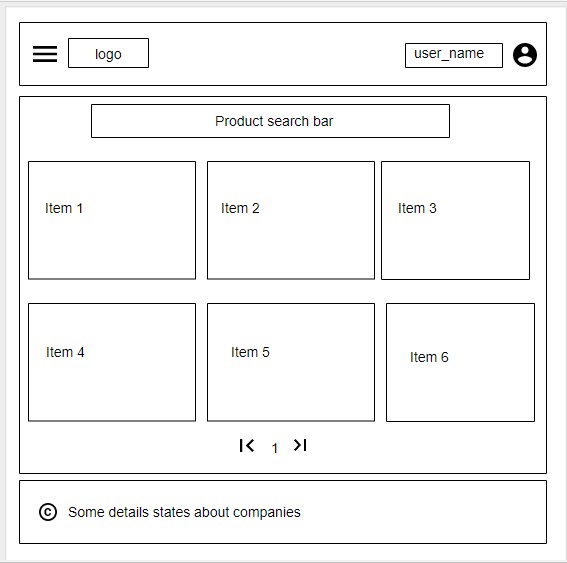 logo
user_name
Product search bar
Item 1
Item 2
Item 3
Item 4
Item 5
Item 6
1
© Some details states about companies